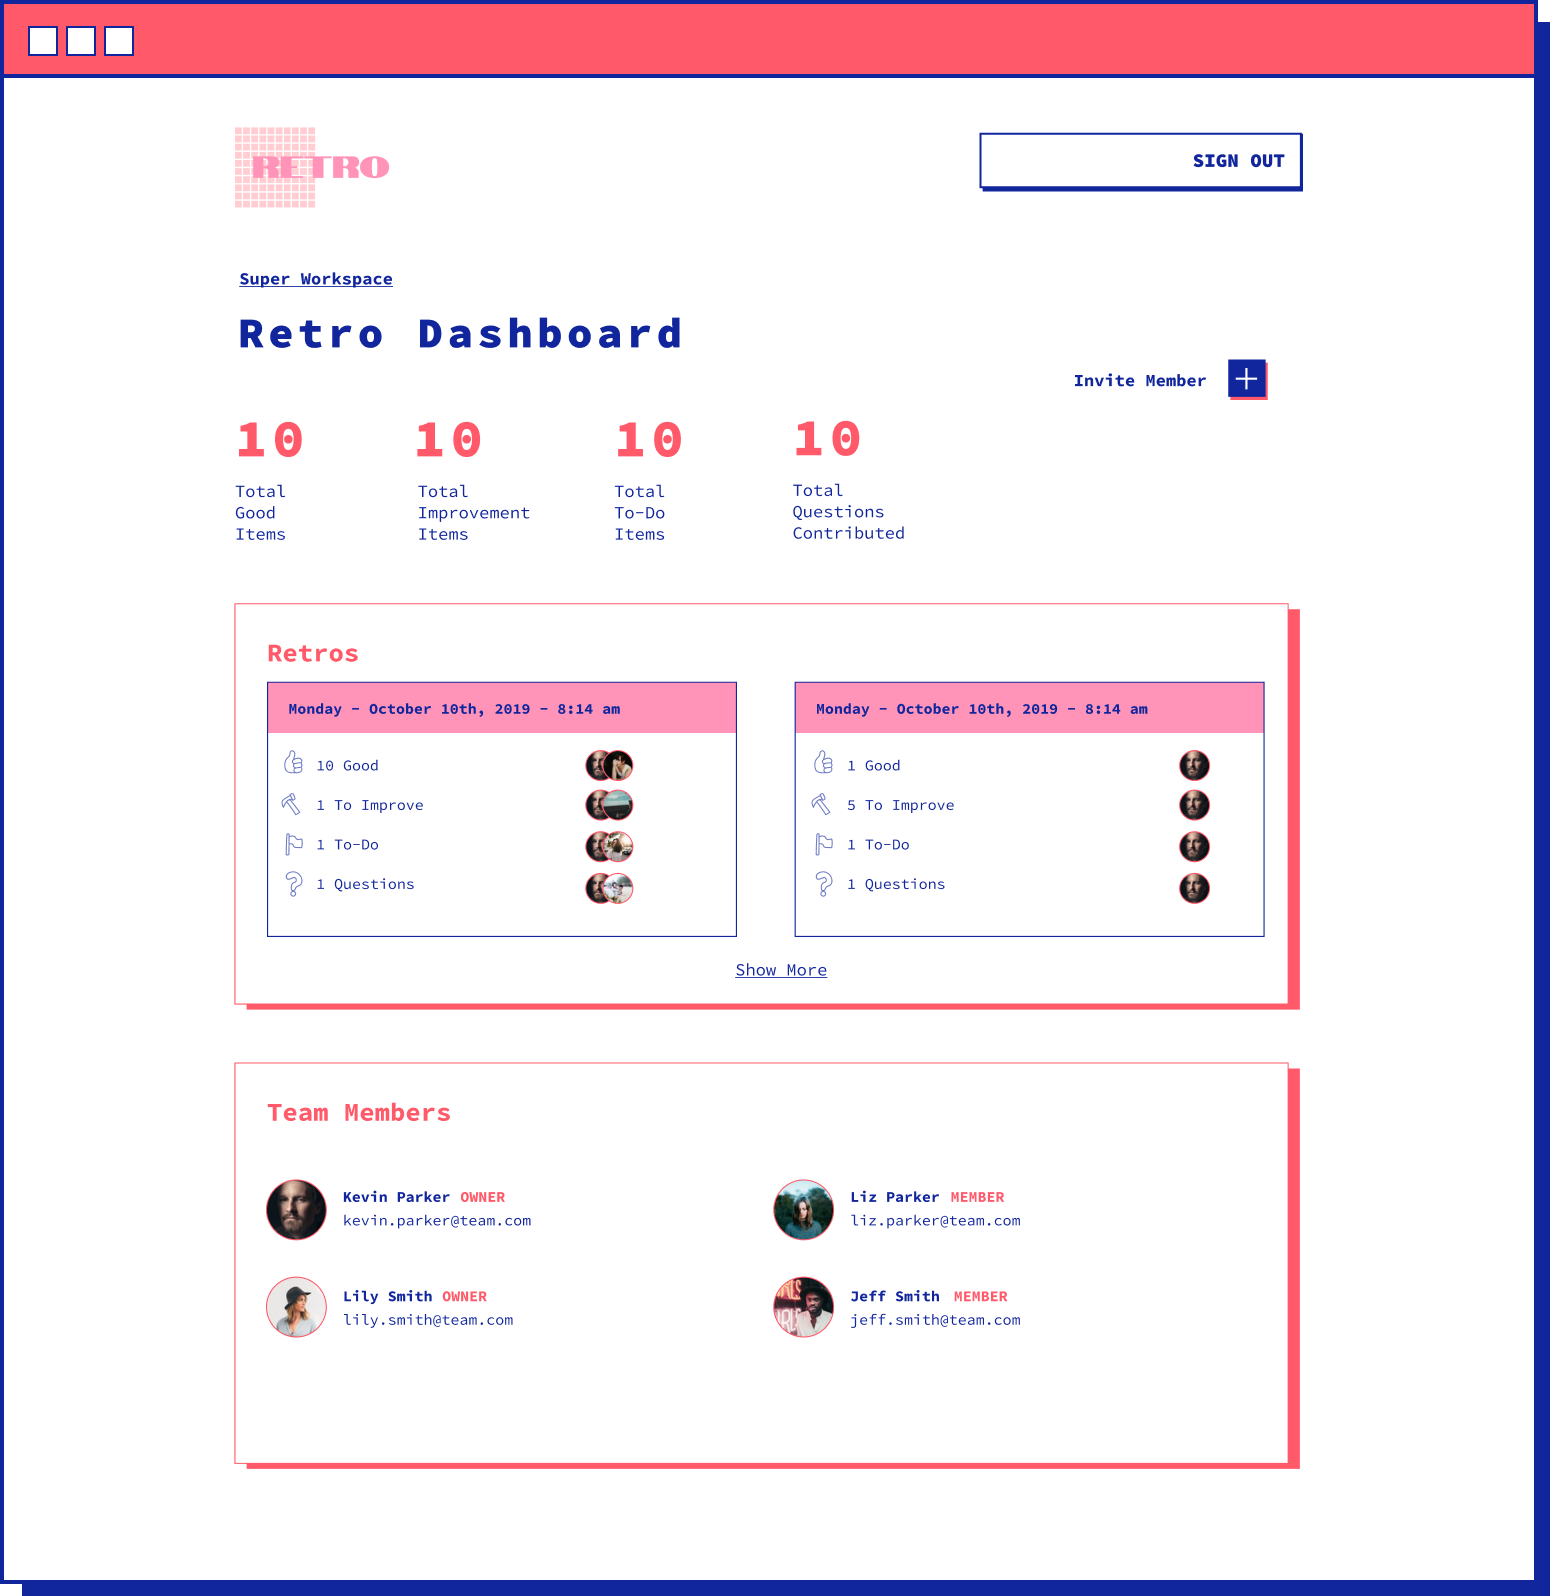 RETRO
SIGN OUT
Super Workspace
Retro Dashboard
Invite Member
10
Total
Good
Items
10
Total
Improvement
Items
10
Total
To-Do
Items
10
Total
Questions
Contributed
Retros
Monday - October 10th, 2019 - 8:14 am
10 Good
1 To Improve
1 To-Do
1 Questions
Monday - October 10th, 2019 - 8:14 am
1 Good
5 To Improve
1 To-Do
1 Questions
Show More
Team Members
Kevin Parker OWNER
kevin.parker@team.com
Liz Parker MEMBER
liz.parker@team.com
Lily Smith OWNER
lily.smith@team.com
Jeff Smith MEMBER
jeff.smith@team.com